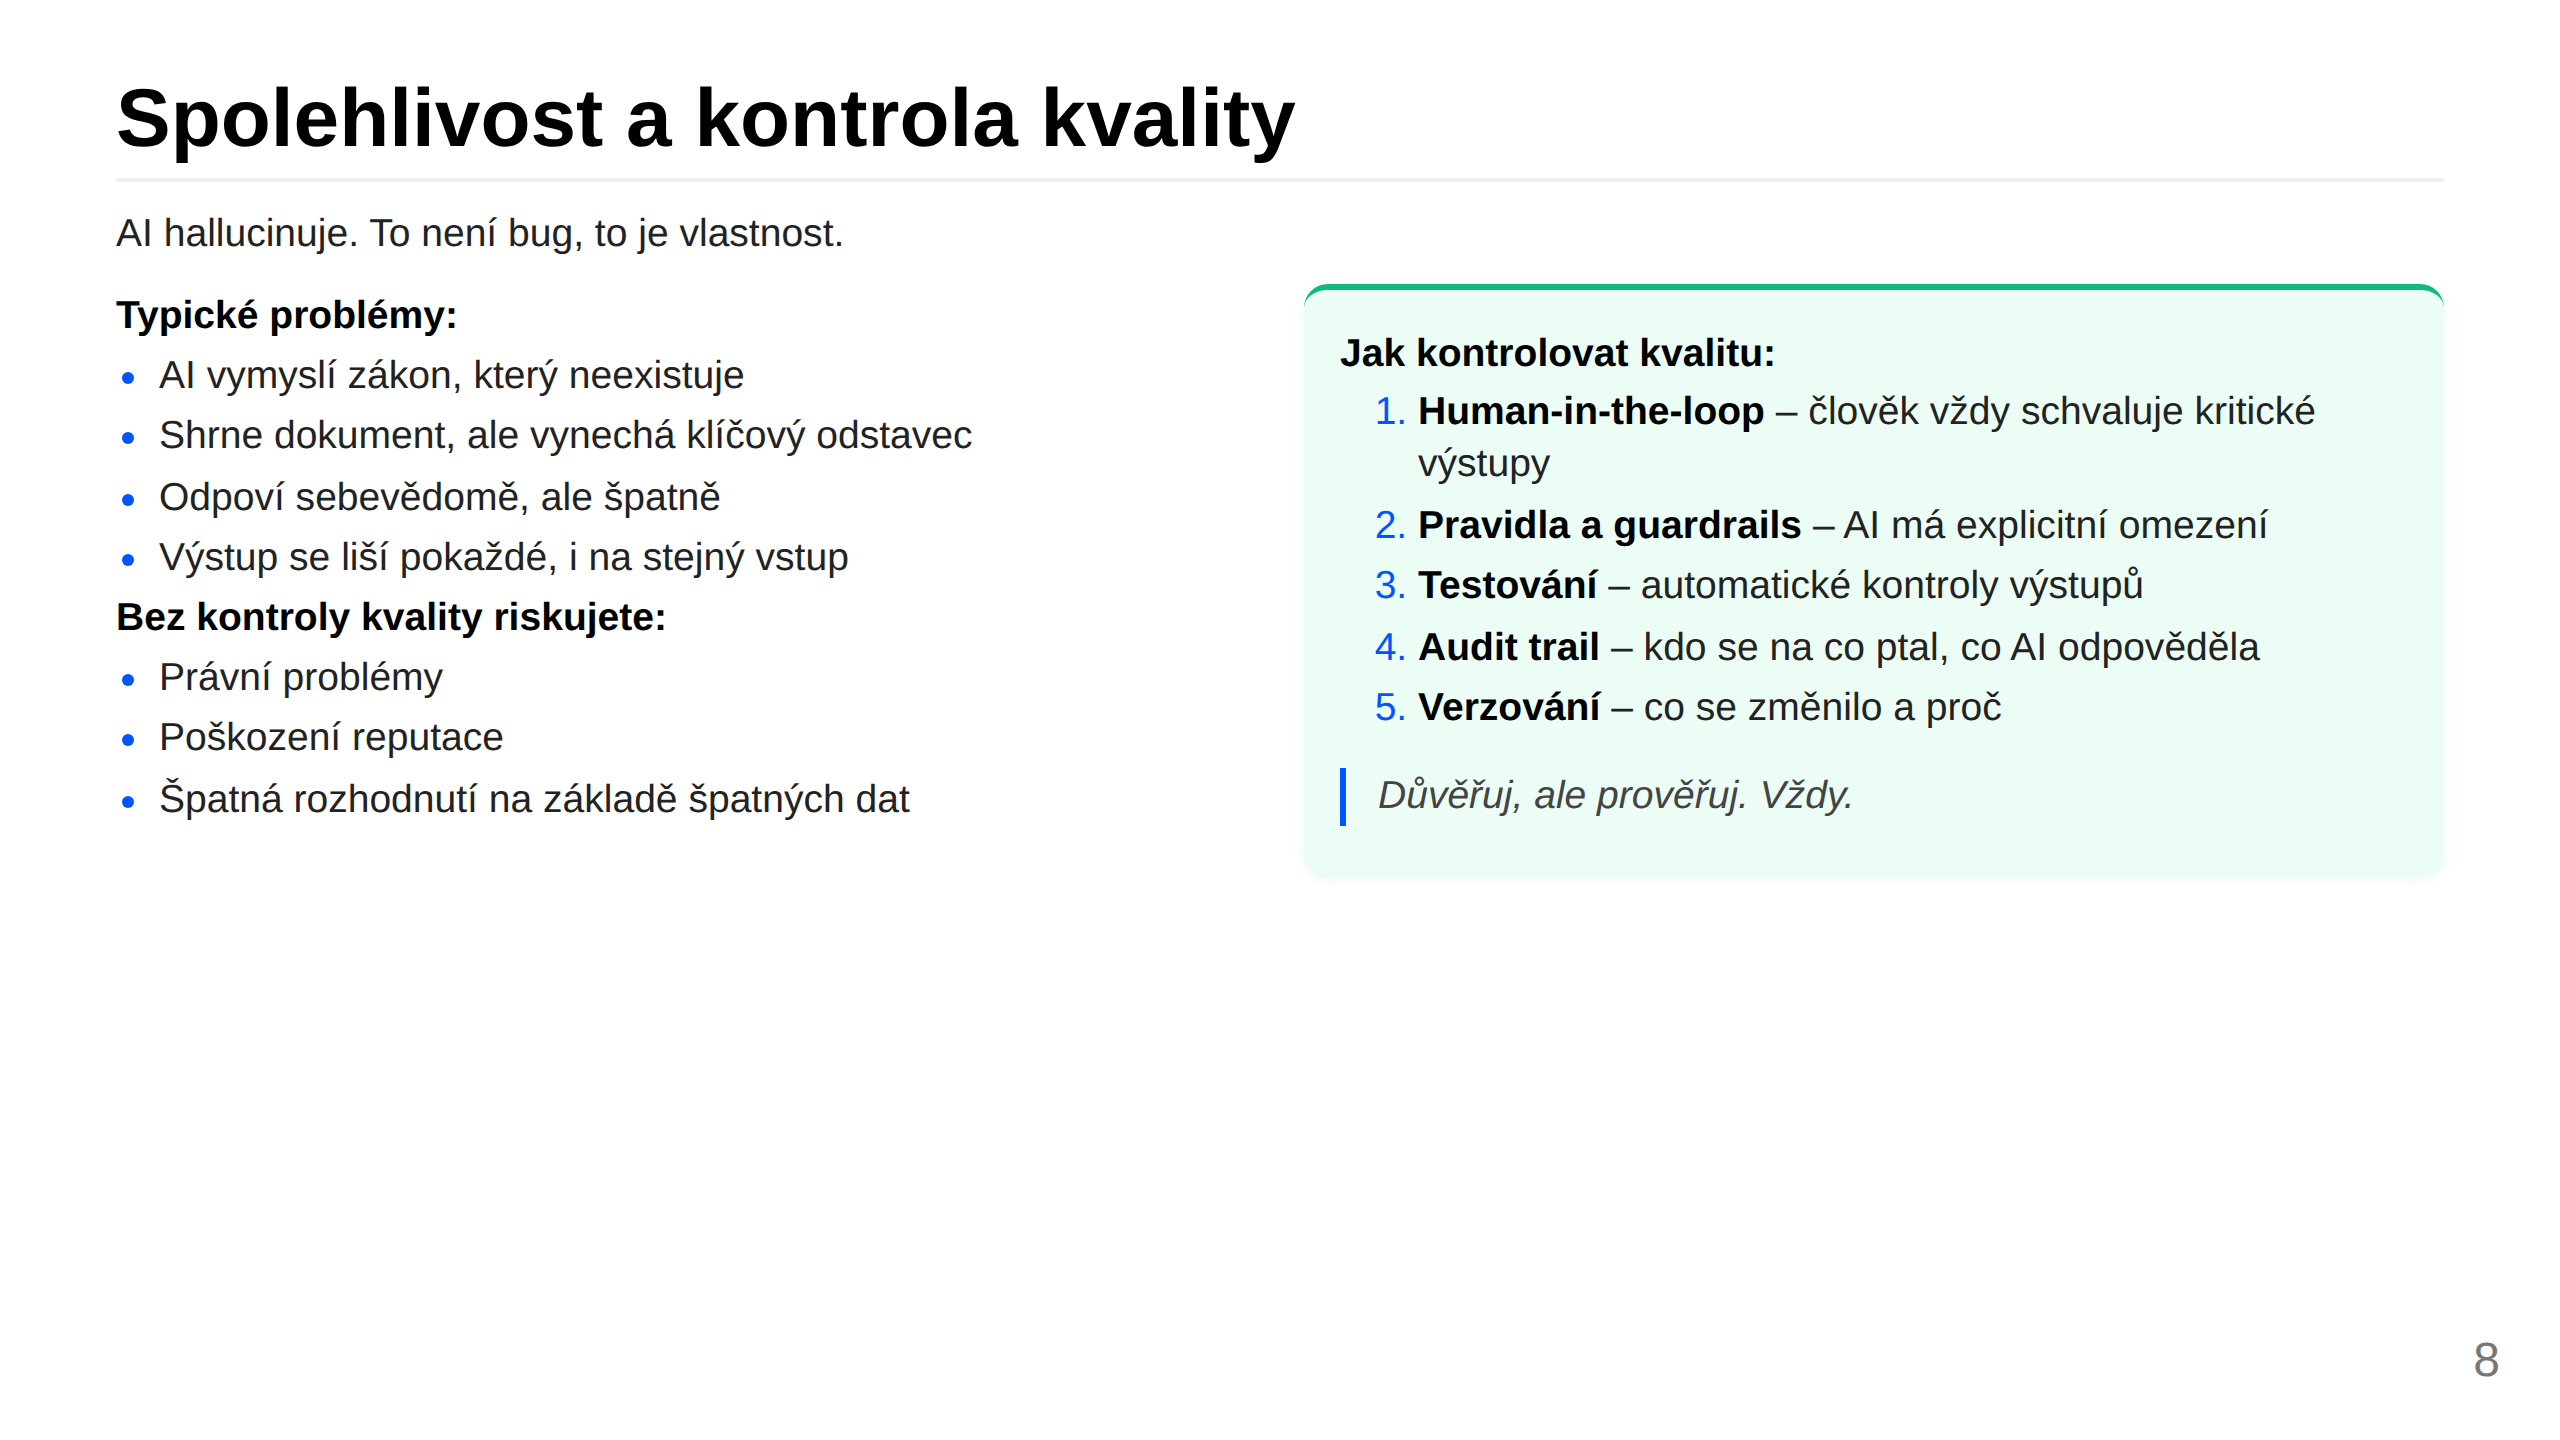 Spolehlivost a kontrola kvality
AI hallucinuje. To není bug, to je vlastnost.
Typické problémy:
• AI vymyslí zákon, který neexistuje
• Shrne dokument, ale vynechá klíčový odstavec
• Odpoví sebevědomě, ale špatně
• Výstup se liší pokaždé, i na stejný vstup
Bez kontroly kvality riskujete:
• Právní problémy
• Poškození reputace
• Špatná rozhodnutí na základě špatných dat
Jak kontrolovat kvalitu:
1. Human-in-the-loop – člověk vždy schvaluje kritické
výstupy
2. Pravidla a guardrails – AI má explicitní omezení
3. Testování – automatické kontroly výstupů
4. Audit trail – kdo se na co ptal, co AI odpověděla
5. Verzování – co se změnilo a proč
Důvěřuj, ale prověřuj. Vždy.
8